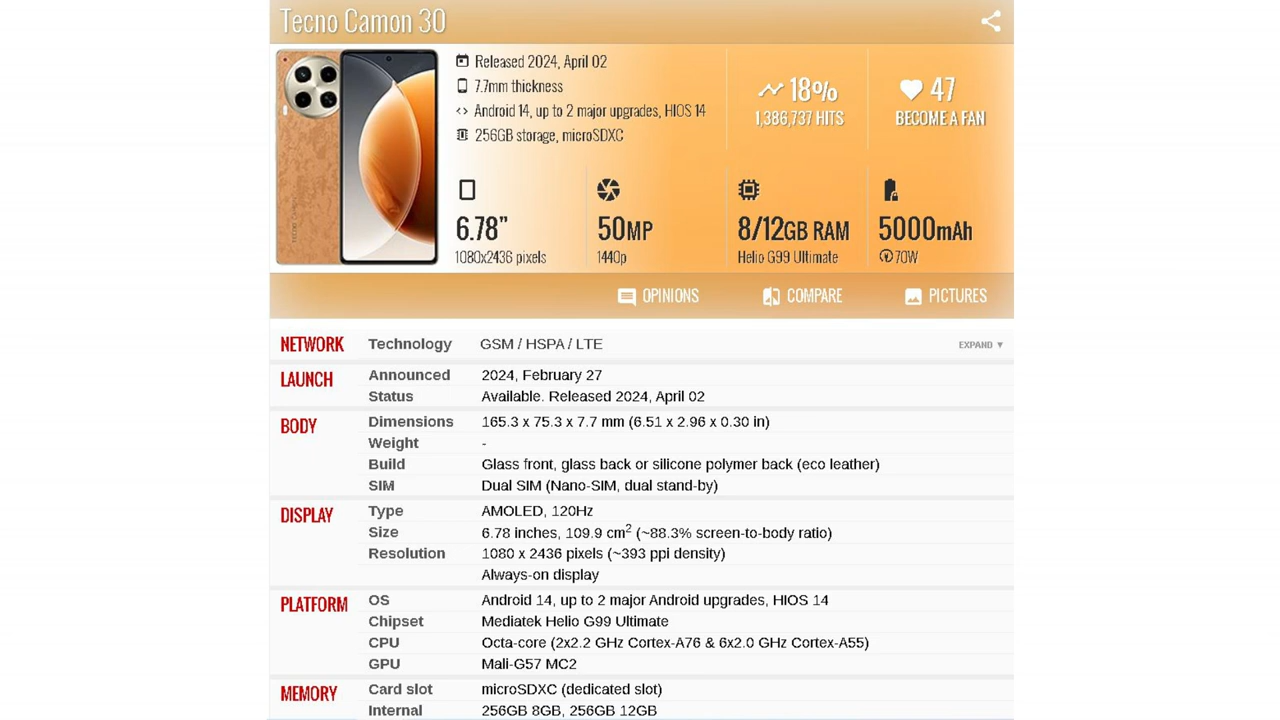 Tecno Camon 30
Released 2024, April 02
7.7mm thickness
Android 14, up to 2 major upgrades, HIOS 14
256GB storage, microSDXC
18%
1,386,737 HITS
47
BECOME A FAN
6.78"
1080x2436 pixels
50MP
1440p
8/12GB RAM
Helio G99 Ultimate
5000mAh
70W
OPINIONS
COMPARE
PICTURES
NETWORK Technology GSM / HSPA / LTE EXPAND ▼
LAUNCH Announced 2024, February 27
Status Available. Released 2024, April 02
BODY Dimensions 165.3 x 75.3 x 7.7 mm (6.51 x 2.96 x 0.30 in)
Weight -
Build Glass front, glass back or silicone polymer back (eco leather)
SIM Dual SIM (Nano-SIM, dual stand-by)
DISPLAY Type AMOLED, 120Hz
Size 6.78 inches, 109.9 cm2 (~88.3% screen-to-body ratio)
Resolution 1080 x 2436 pixels (~393 ppi density)
Always-on display
PLATFORM OS Android 14, up to 2 major Android upgrades, HIOS 14
Chipset Mediatek Helio G99 Ultimate
CPU Octa-core (2x2.2 GHz Cortex-A76 & 6x2.0 GHz Cortex-A55)
GPU Mali-G57 MC2
MEMORY Card slot microSDXC (dedicated slot)
Internal 256GB 8GB, 256GB 12GB